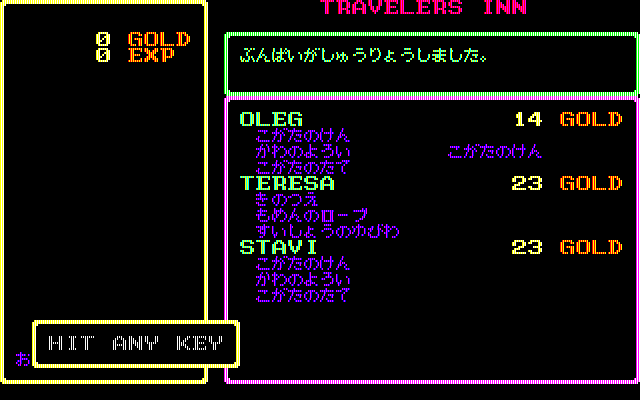 TRAVELERS INN
0 GOLD
0 EXP
ぶんぱいがしゅうりょうしました。
OLEG 14 GOLD
こがたのけん
かわのよろい こがたのけん
こがたのたて
TERESA 23 GOLD
きのつえ
もめんのローブ
すいしょうのゆびわ
STAVI 23 GOLD
こがたのけん
かわのよろい
こがたのたて
HIT ANY KEY
お